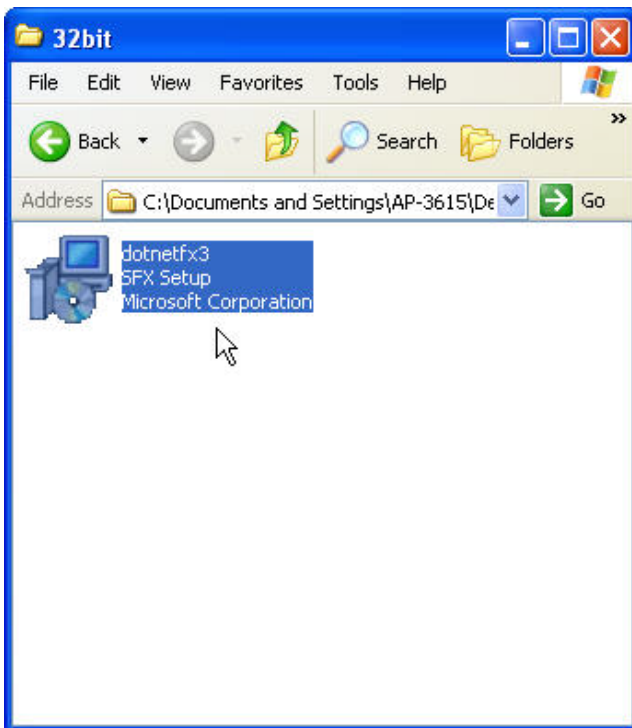 32bit
File Edit View Favorites Tools Help
Back Search Folders »
Address C:\Documents and Settings\AP-3615\De Go
dotnetfx3
SFX Setup
Microsoft Corporation